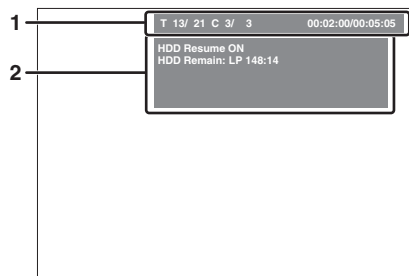 1
T 13/ 21 C 3/ 3 00:02:00/00:05:05
2
HDD Resume ON
HDD Remain: LP 148:14